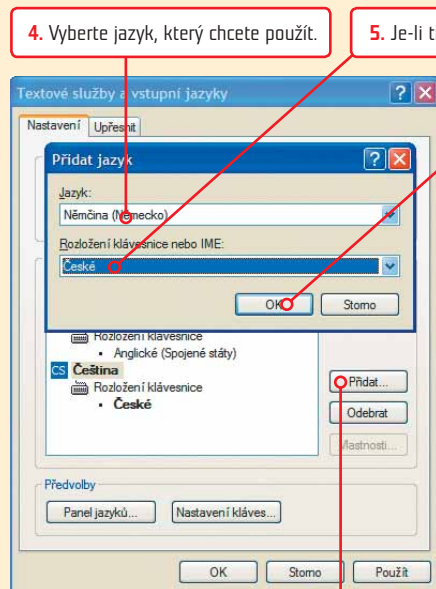 4. Vyberte jazyk, který chcete použít.
5. Je-li t
Textové služby a vstupní jazyky
Nastavení Upřesnit
Přidat jazyk
Jazyk:
Němčina (Německo)
Rozložení klávesnice nebo IME:
České
OK Storno
Rozložení klávesnice
• Anglické (Spojené státy)
CS Čeština
Rozložení klávesnice
• České
Přidat...
Odebrat
Vlastnosti...
Předvolby
Panel jazyků... Nastavení kláves...
OK Storno Použít